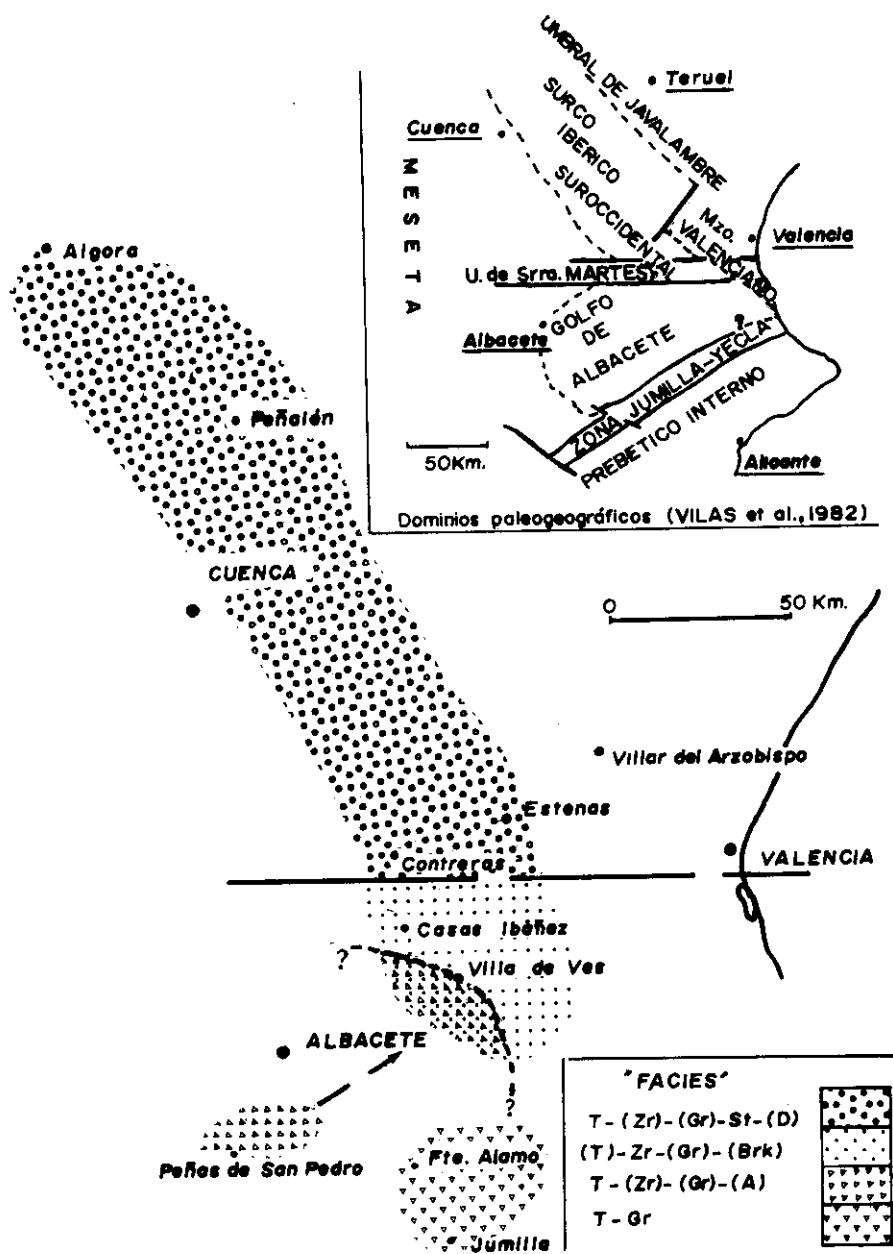 UMBRAL DE JAVALAMBRE
Teruel
Cuenca
SURCO
IBERICO
SUROCCIDENTAL
MESETA
Mzo.
VALENCIANO
Valencia
U. de Srra. MARTES
GOLFO
DE
ALBACETE
Albacete
?
ZONA JUMILLA-YECLA
PREBETICO INTERNO
Alicante
50Km.
Dominios paleogeográficos (VILAS et al.,1982)
Algora
Peñalén
CUENCA
0 50 Km.
Villar del Arzobispo
Estenas
Contreras
VALENCIA
Casas Ibáñez
?
Villa de Ves
ALBACETE
?
Peñas de San Pedro
Fte. Alamo
Jumilla
"FACIES"
T-(Zr)-(Gr)-St-(D)
(T)-Zr-(Gr)-(Brk)
T-(Zr)-(Gr)-(A)
T-Gr